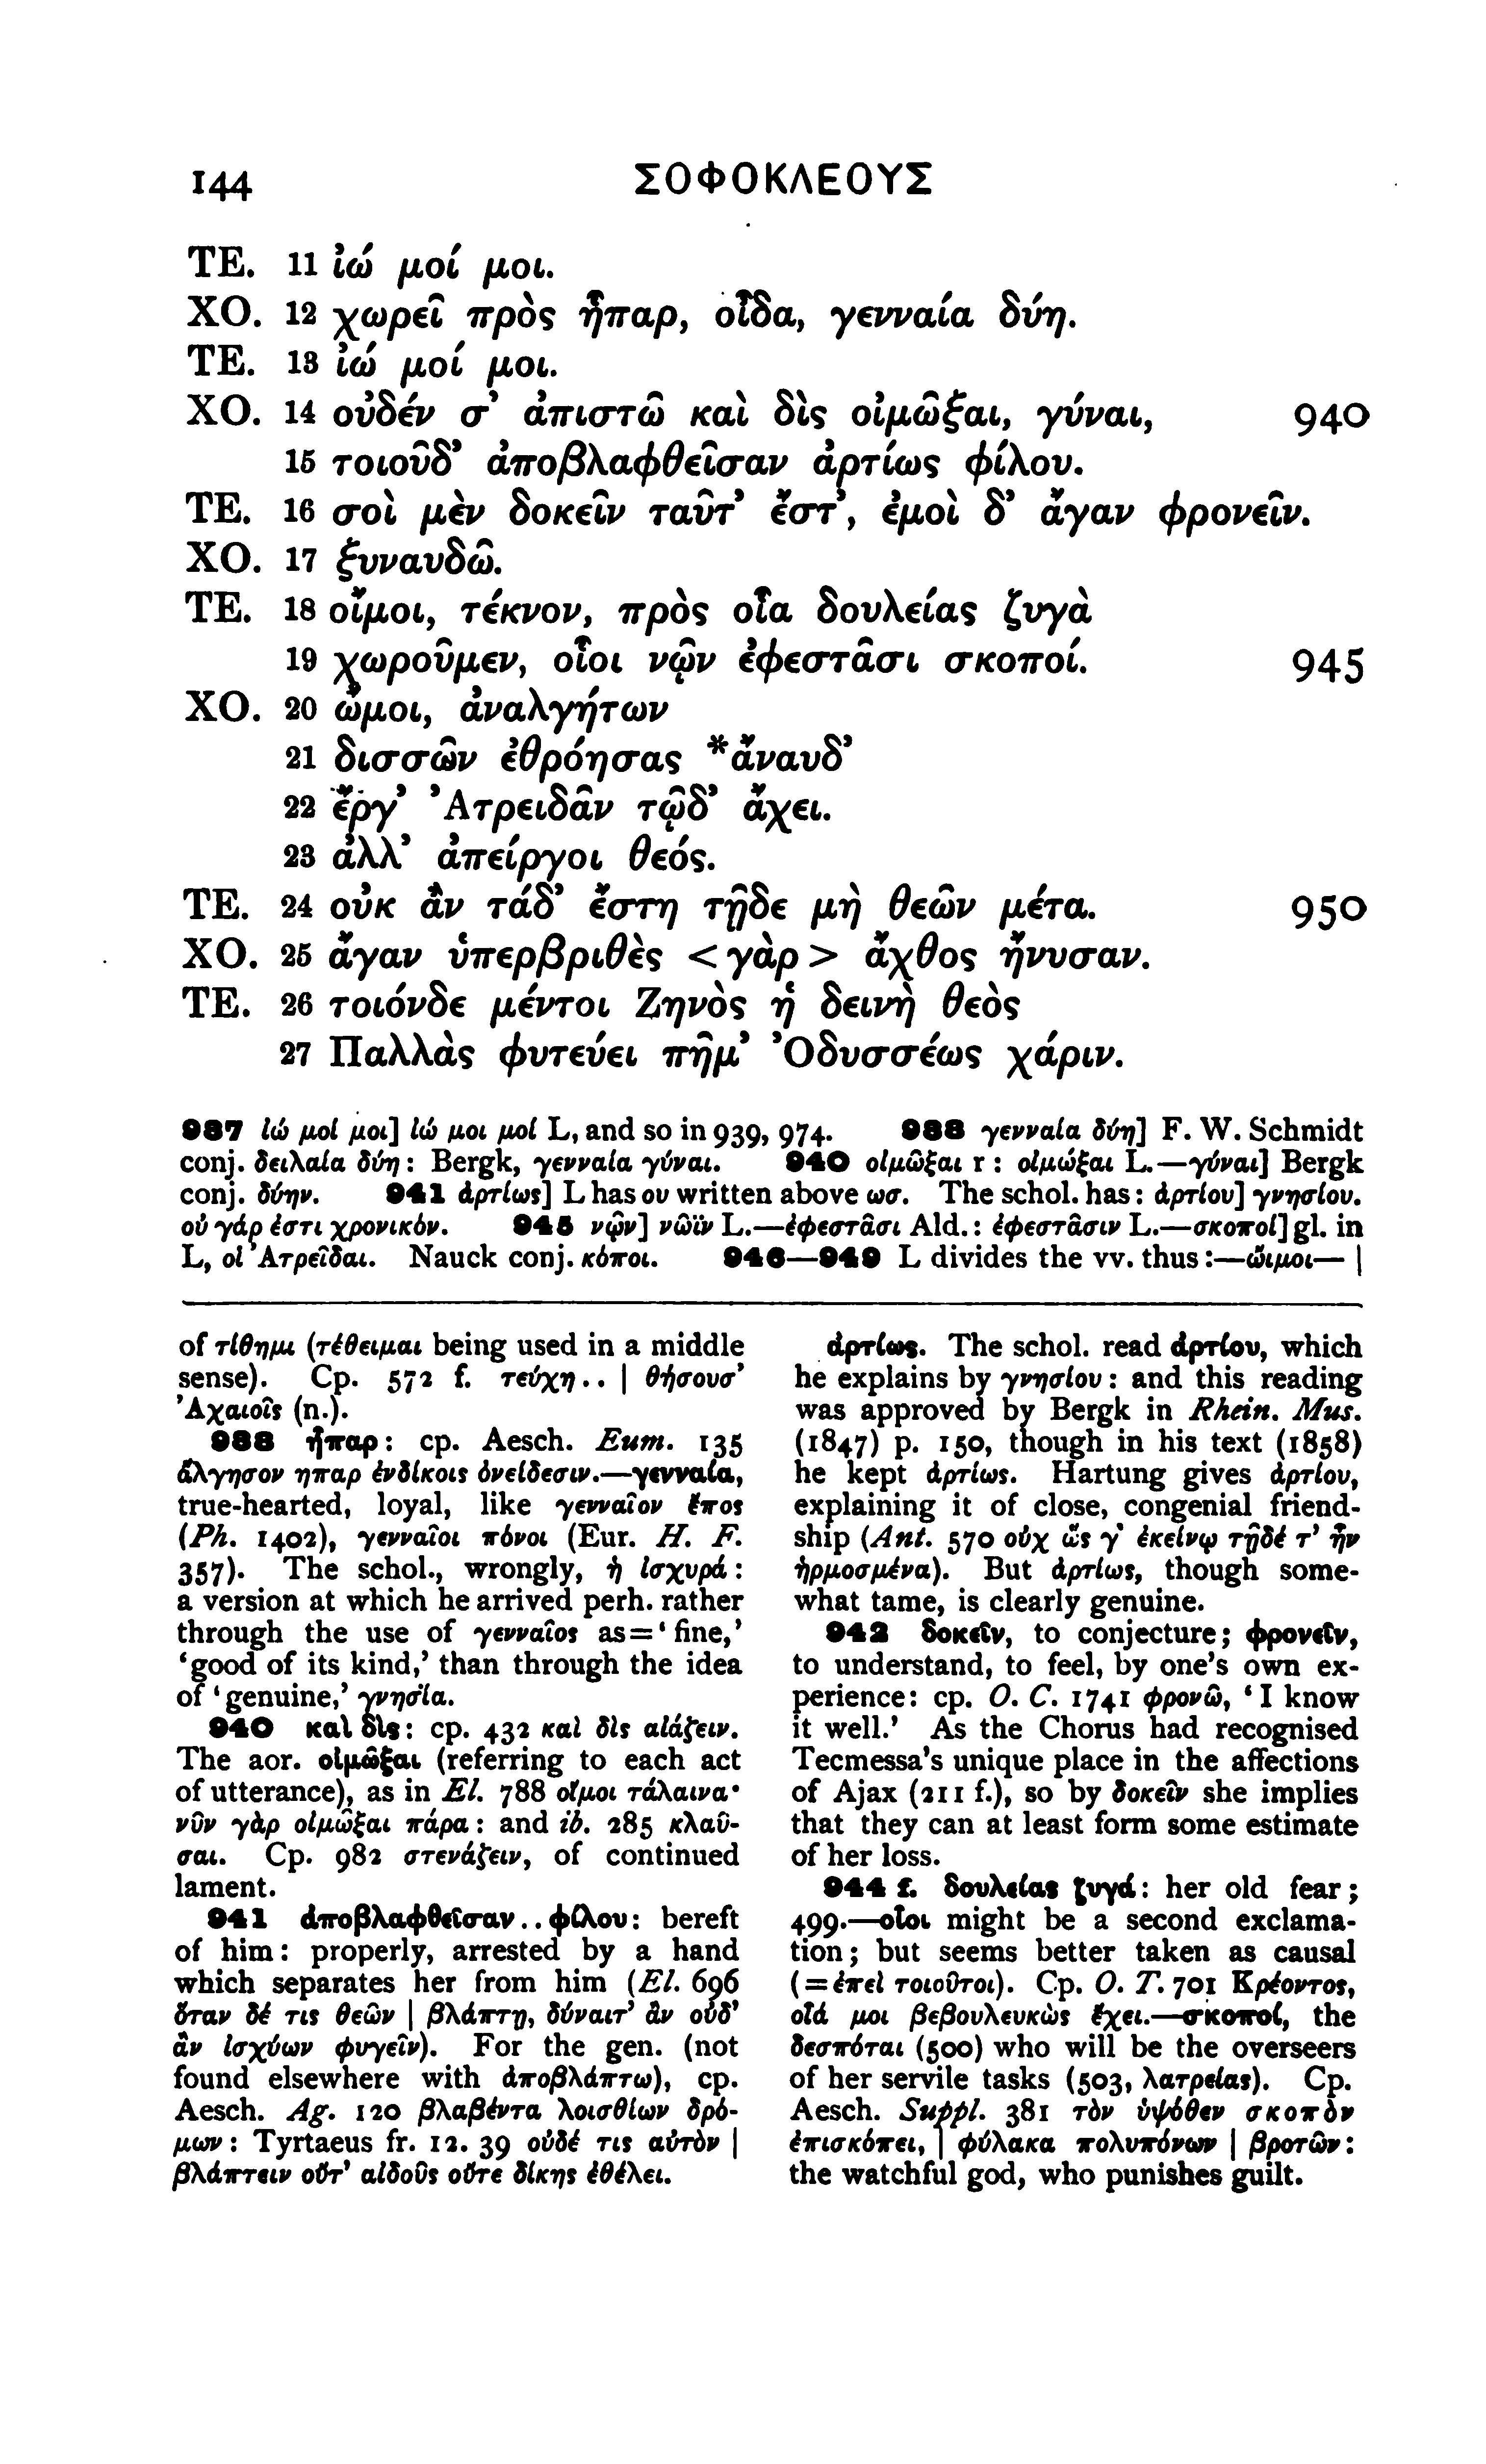 144 ΣΟΦΟΚΛΕΟΥΣ
ΤΕ. 11 ἰώ μοί μοι.
ΧΟ. 12 χωρεῖ πρὸς ἧπαρ, οἶδα, γενναία δύη.
ΤΕ. 13 ἰώ μοί μοι.
ΧΟ. 14 οὐδέν σ’ ἀπιστῶ καὶ δὶς οἰμῶξαι, γύναι, 940
15 τοιοῦδ’ ἀποβλαφθεῖσαν ἀρτίως φίλου.
ΤΕ. 16 σοὶ μὲν δοκεῖν ταῦτ’ ἔστ’, ἐμοὶ δ’ ἄγαν φρονεῖν.
ΧΟ. 17 ξυναυδῶ.
ΤΕ. 18 οἴμοι, τέκνον, πρὸς οἷα δουλείας ζυγὰ
19 χωροῦμεν, οἷοι νῷν ἐφεστᾶσι σκοποί. 945
ΧΟ. 20 ὤμοι, ἀναλγήτων
21 δισσῶν ἐθρόησας *ἄναυδ’
22 ἔργ’ Ἀτρειδᾶν τῷδ’ ἄχει.
23 ἀλλ’ ἀπείργοι θεός.
ΤΕ. 24 οὐκ ἂν τάδ’ ἔστη τῇδε μὴ θεῶν μέτα. 950
ΧΟ. 25 ἄγαν ὑπερβριθὲς <γὰρ> ἄχθος ἤνυσαν.
ΤΕ. 26 τοιόνδε μέντοι Ζηνὸς ἡ δεινὴ θεὸς
27 Παλλὰς φυτεύει πῆμ’ Ὀδυσσέως χάριν.
937 ἰώ μοί μοι] ἰώ μοι μοί L, and so in 939, 974. 938 γενναία δύη] F. W. Schmidt
conj. δειλαία δύη: Bergk, γενναία γύναι. 940 οἰμῶξαι r: οἰμώξαι L.—γύναι] Bergk
conj. δύην. 941 ἀρτίως] L has ου written above ωσ. The schol. has: ἀρτίου] γνησίου.
οὐ γάρ ἐστι χρονικόν. 945 νῷν] νῶϊν L.—ἐφεστᾶσι Ald.: ἐφεστᾶσιν L.—σκοποί] gl. in
L, οἱ Ἀτρεῖδαι. Nauck conj. κόποι. 946—949 L divides the vv. thus:—ὤιμοι— |
of τίθημι (τέθειμαι being used in a middle
sense). Cp. 572 f. τεύχη.. | θήσουσ’
Ἀχαιοῖς (n.).
938 ἧπαρ: cp. Aesch. Eum. 135
ἄλγησον ηπαρ ἐνδίκοις ὀνείδεσιν.—γενναία,
true-hearted, loyal, like γενναῖον ἔπος
(Ph. 1402), γενναῖοι πόνοι (Eur. H. F.
357). The schol., wrongly, ἡ ἰσχυρά:
a version at which he arrived perh. rather
through the use of γενναῖος as=‘fine,’
‘good of its kind,’ than through the idea
of ‘genuine,’ γνησία.
940 καὶ δὶς: cp. 432 καὶ δὶς αἰάζειν.
The aor. οἰμῶξαι (referring to each act
of utterance), as in El. 788 οἴμοι τάλαινα·
νῦν γὰρ οἰμῶξαι πάρα: and ib. 285 κλαῦ-
σαι. Cp. 982 στενάζειν, of continued
lament.
941 ἀποβλαφθεῖσαν..φίλου: bereft
of him: properly, arrested by a hand
which separates her from him (El. 696
ὅταν δέ τις θεῶν | βλάπτῃ, δύναιτ’ ἂν οὐδ’
ἂν ἰσχύων φυγεῖν). For the gen. (not
found elsewhere with ἀποβλάπτω), cp.
Aesch. Ag. 120 βλαβέντα λοισθίων δρό-
μων: Tyrtaeus fr. 12. 39 οὐδέ τις αὐτὸν |
βλάπτειν οὔτ’ αἰδοῦς οὔτε δίκης ἐθέλει.
ἀρτίως. The schol. read ἀρτίου, which
he explains by γνησίου: and this reading
was approved by Bergk in Rhein. Mus.
(1847) p. 150, though in his text (1858)
he kept ἀρτίως. Hartung gives ἀρτίου,
explaining it of close, congenial friend-
ship (Ant. 570 οὐχ ὥς γ’ ἐκείνῳ τῇδέ τ’ ἦν
ἡρμοσμένα). But ἀρτίως, though some-
what tame, is clearly genuine.
942 δοκεῖν, to conjecture; φρονεῖν,
to understand, to feel, by one’s own ex-
perience: cp. O. C. 1741 φρονῶ, ‘I know
it well.’ As the Chorus had recognised
Tecmessa’s unique place in the affections
of Ajax (211 f.), so by δοκεῖν she implies
that they can at least form some estimate
of her loss.
944 f. δουλείας ζυγά: her old fear;
499.—οἷοι might be a second exclama-
tion; but seems better taken as causal
(=ἐπεὶ τοιοῦτοι). Cp. O. T. 701 Κρέοντος,
οἷά μοι βεβουλευκὼς ἔχει.—σκοποί, the
δεσπόται (500) who will be the overseers
of her servile tasks (503, λατρείας). Cp.
Aesch. Suppl. 381 τὸν ὑψόθεν σκοπὸν
ἐπισκόπει, | φύλακα πολυπόνων | βροτῶν:
the watchful god, who punishes guilt.